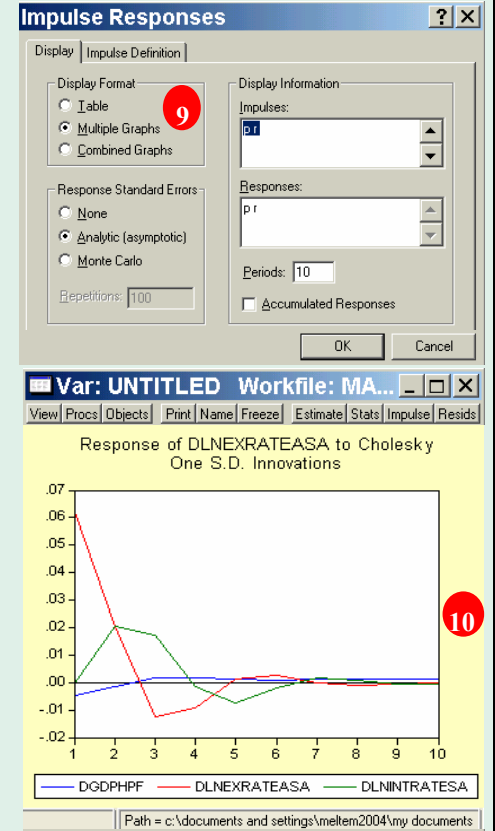 Impulse Responses
Display
Impulse Definition
Display Format
Table
Multiple Graphs
Combined Graphs
9
Response Standard Errors
None
Analytic (asymptotic)
Monte Carlo
Repetitions: 100
Display Information
Impulses:
p r
Responses:
p r
Periods: 10
Accumulated Responses
OK Cancel
Var: UNTITLED Workfile: MA...
View Procs Objects Print Name Freeze Estimate Stats Impulse Resids
Response of DLNEXRATEASA to Cholesky
One S.D. Innovations
.07
.06
.05
.04
.03
.02
.01
.00
-.01
-.02
1 2 3 4 5 6 7 8 9 10
10
DGDPHPF DLNEXRATEASA DLNINTRATESA
Path = c:\documents and settings\meltem2004\my documents